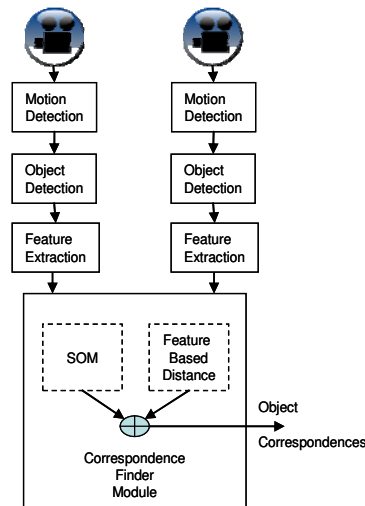 Motion
Detection
Motion
Detection
Object
Detection
Object
Detection
Feature
Extraction
Feature
Extraction
SOM
Feature
Based
Distance
Object
Correspondences
Correspondence
Finder
Module